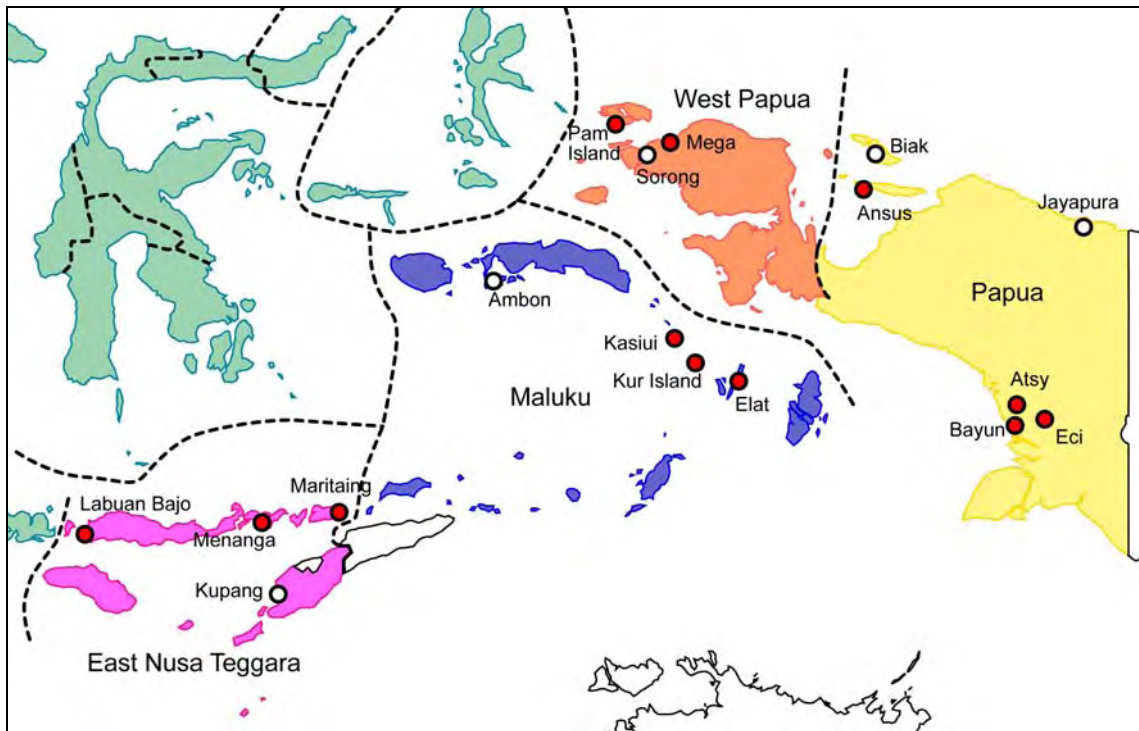 West Papua
Pam
Island
Mega
Sorong
Biak
Ansus
Jayapura
Papua
Ambon
Kasiui
Kur Island
Elat
Maluku
Atsy
Bayun
Eci
Labuan Bajo
Maritaing
Menanga
Kupang
East Nusa Teggara